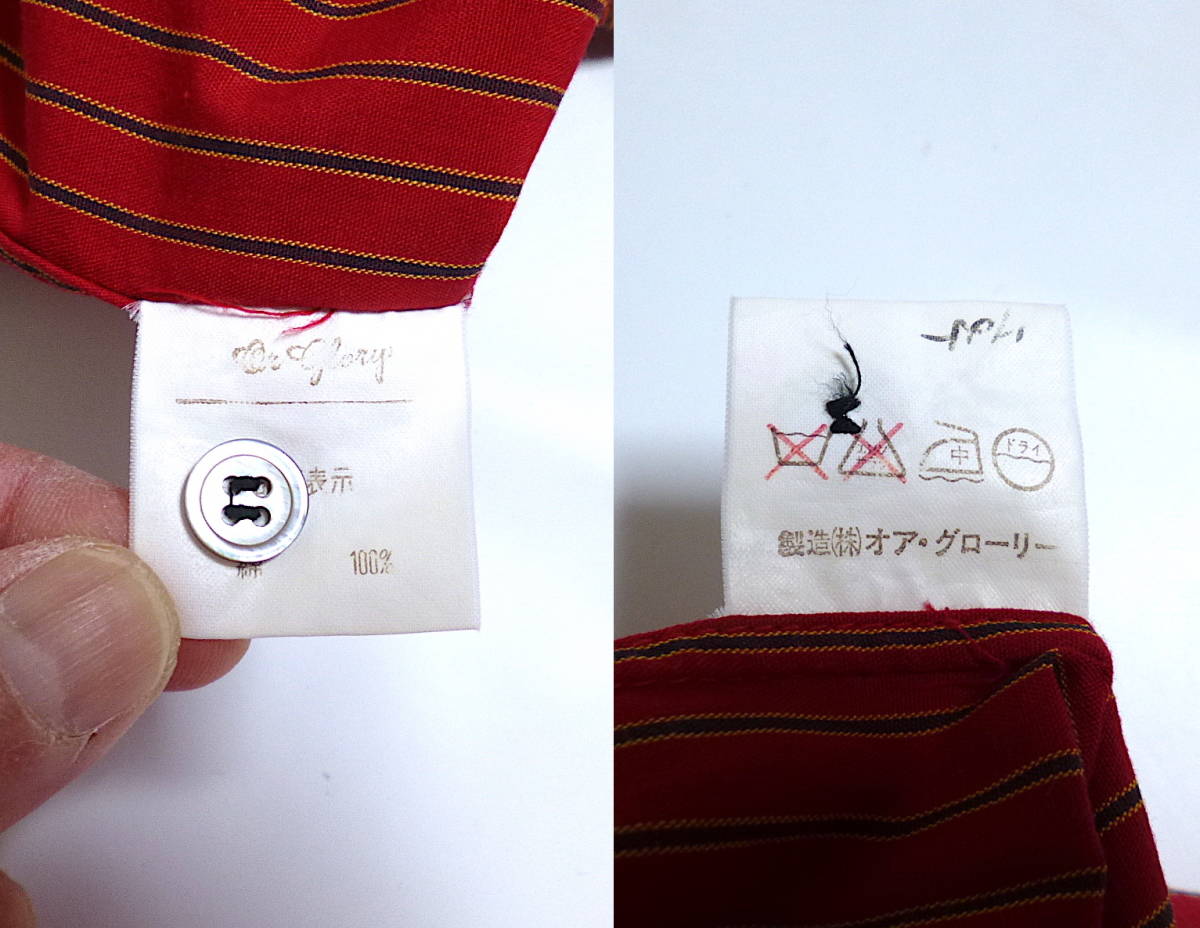 Or Glory
表示
綿 100%
中 ドライ
製造(株)オア・グローリー